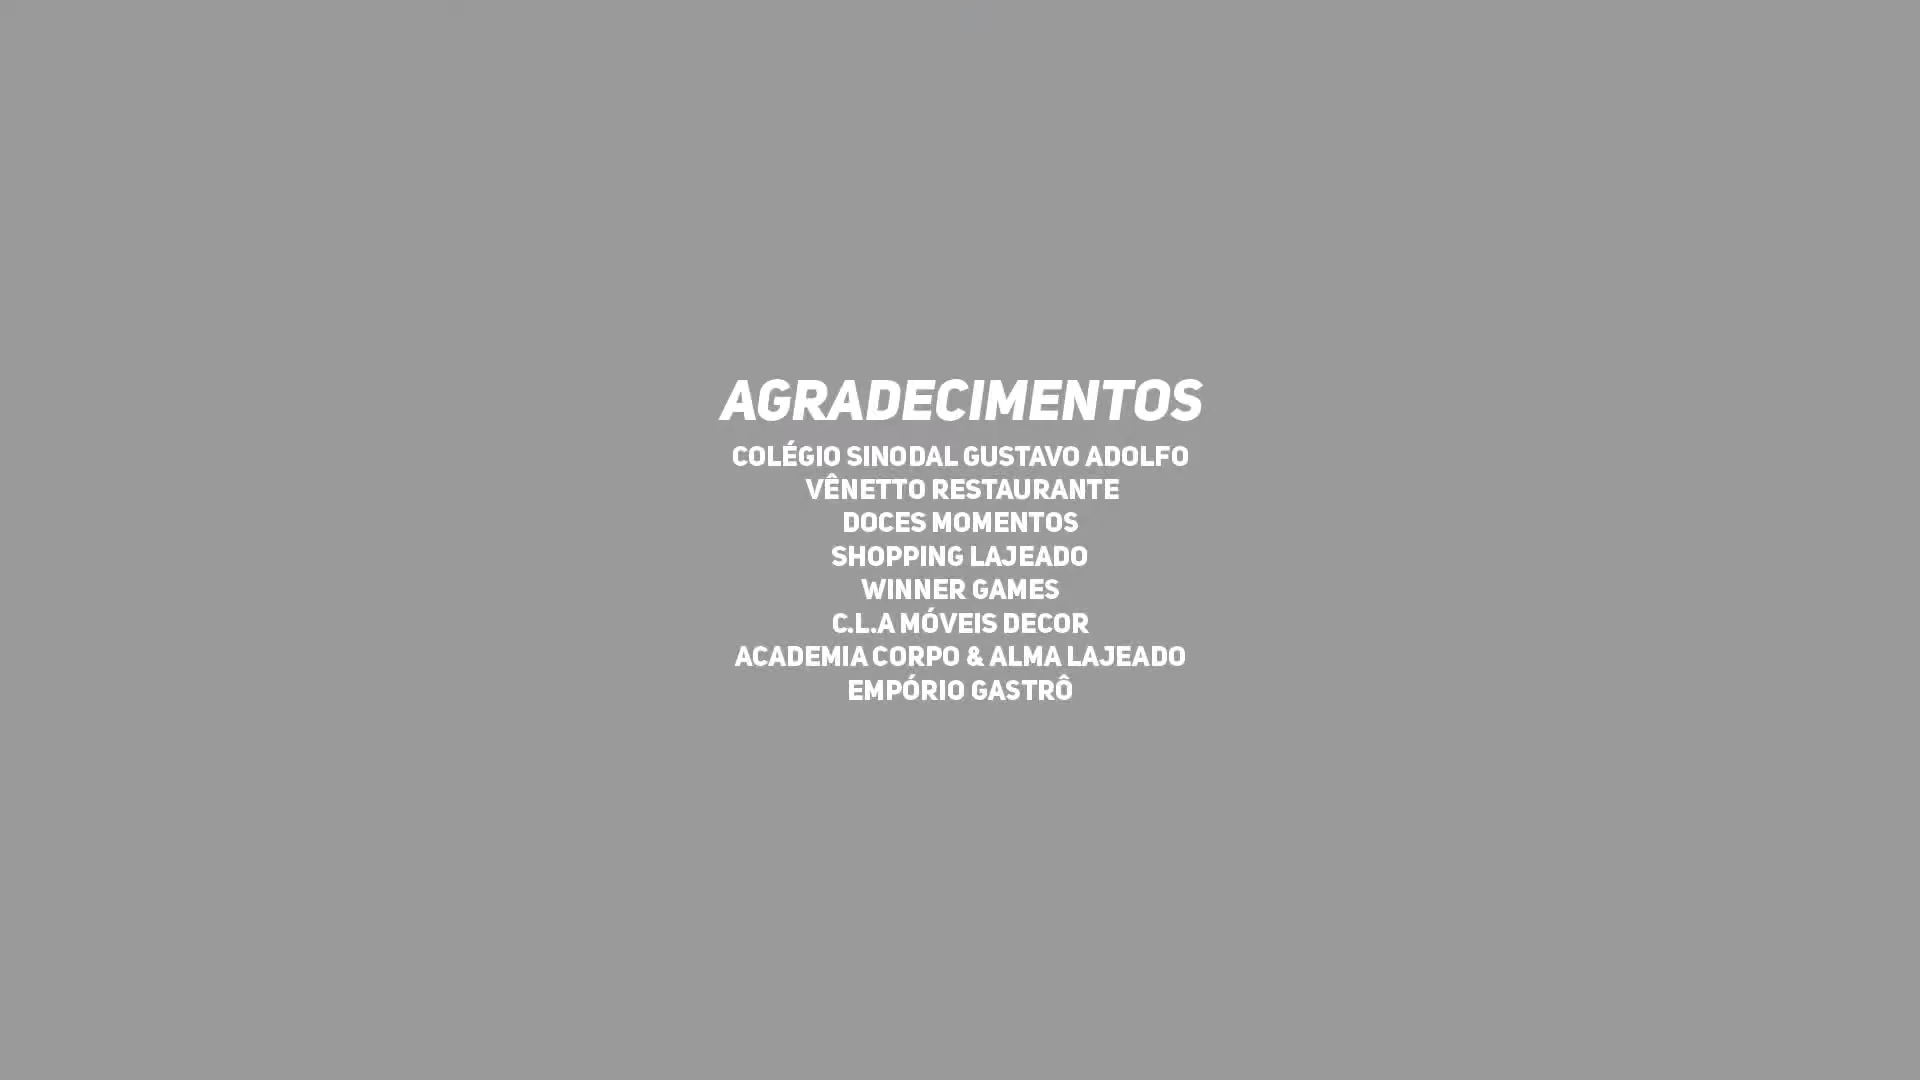 AGRADECIMENTOS
COLÉGIO SINODAL GUSTAVO ADOLFO
VÊNETTO RESTAURANTE
DOCES MOMENTOS
SHOPPING LAJEADO
WINNER GAMES
C.L.A MÓVEIS DECOR
ACADEMIA CORPO & ALMA LAJEADO
EMPÓRIO GASTRÔ